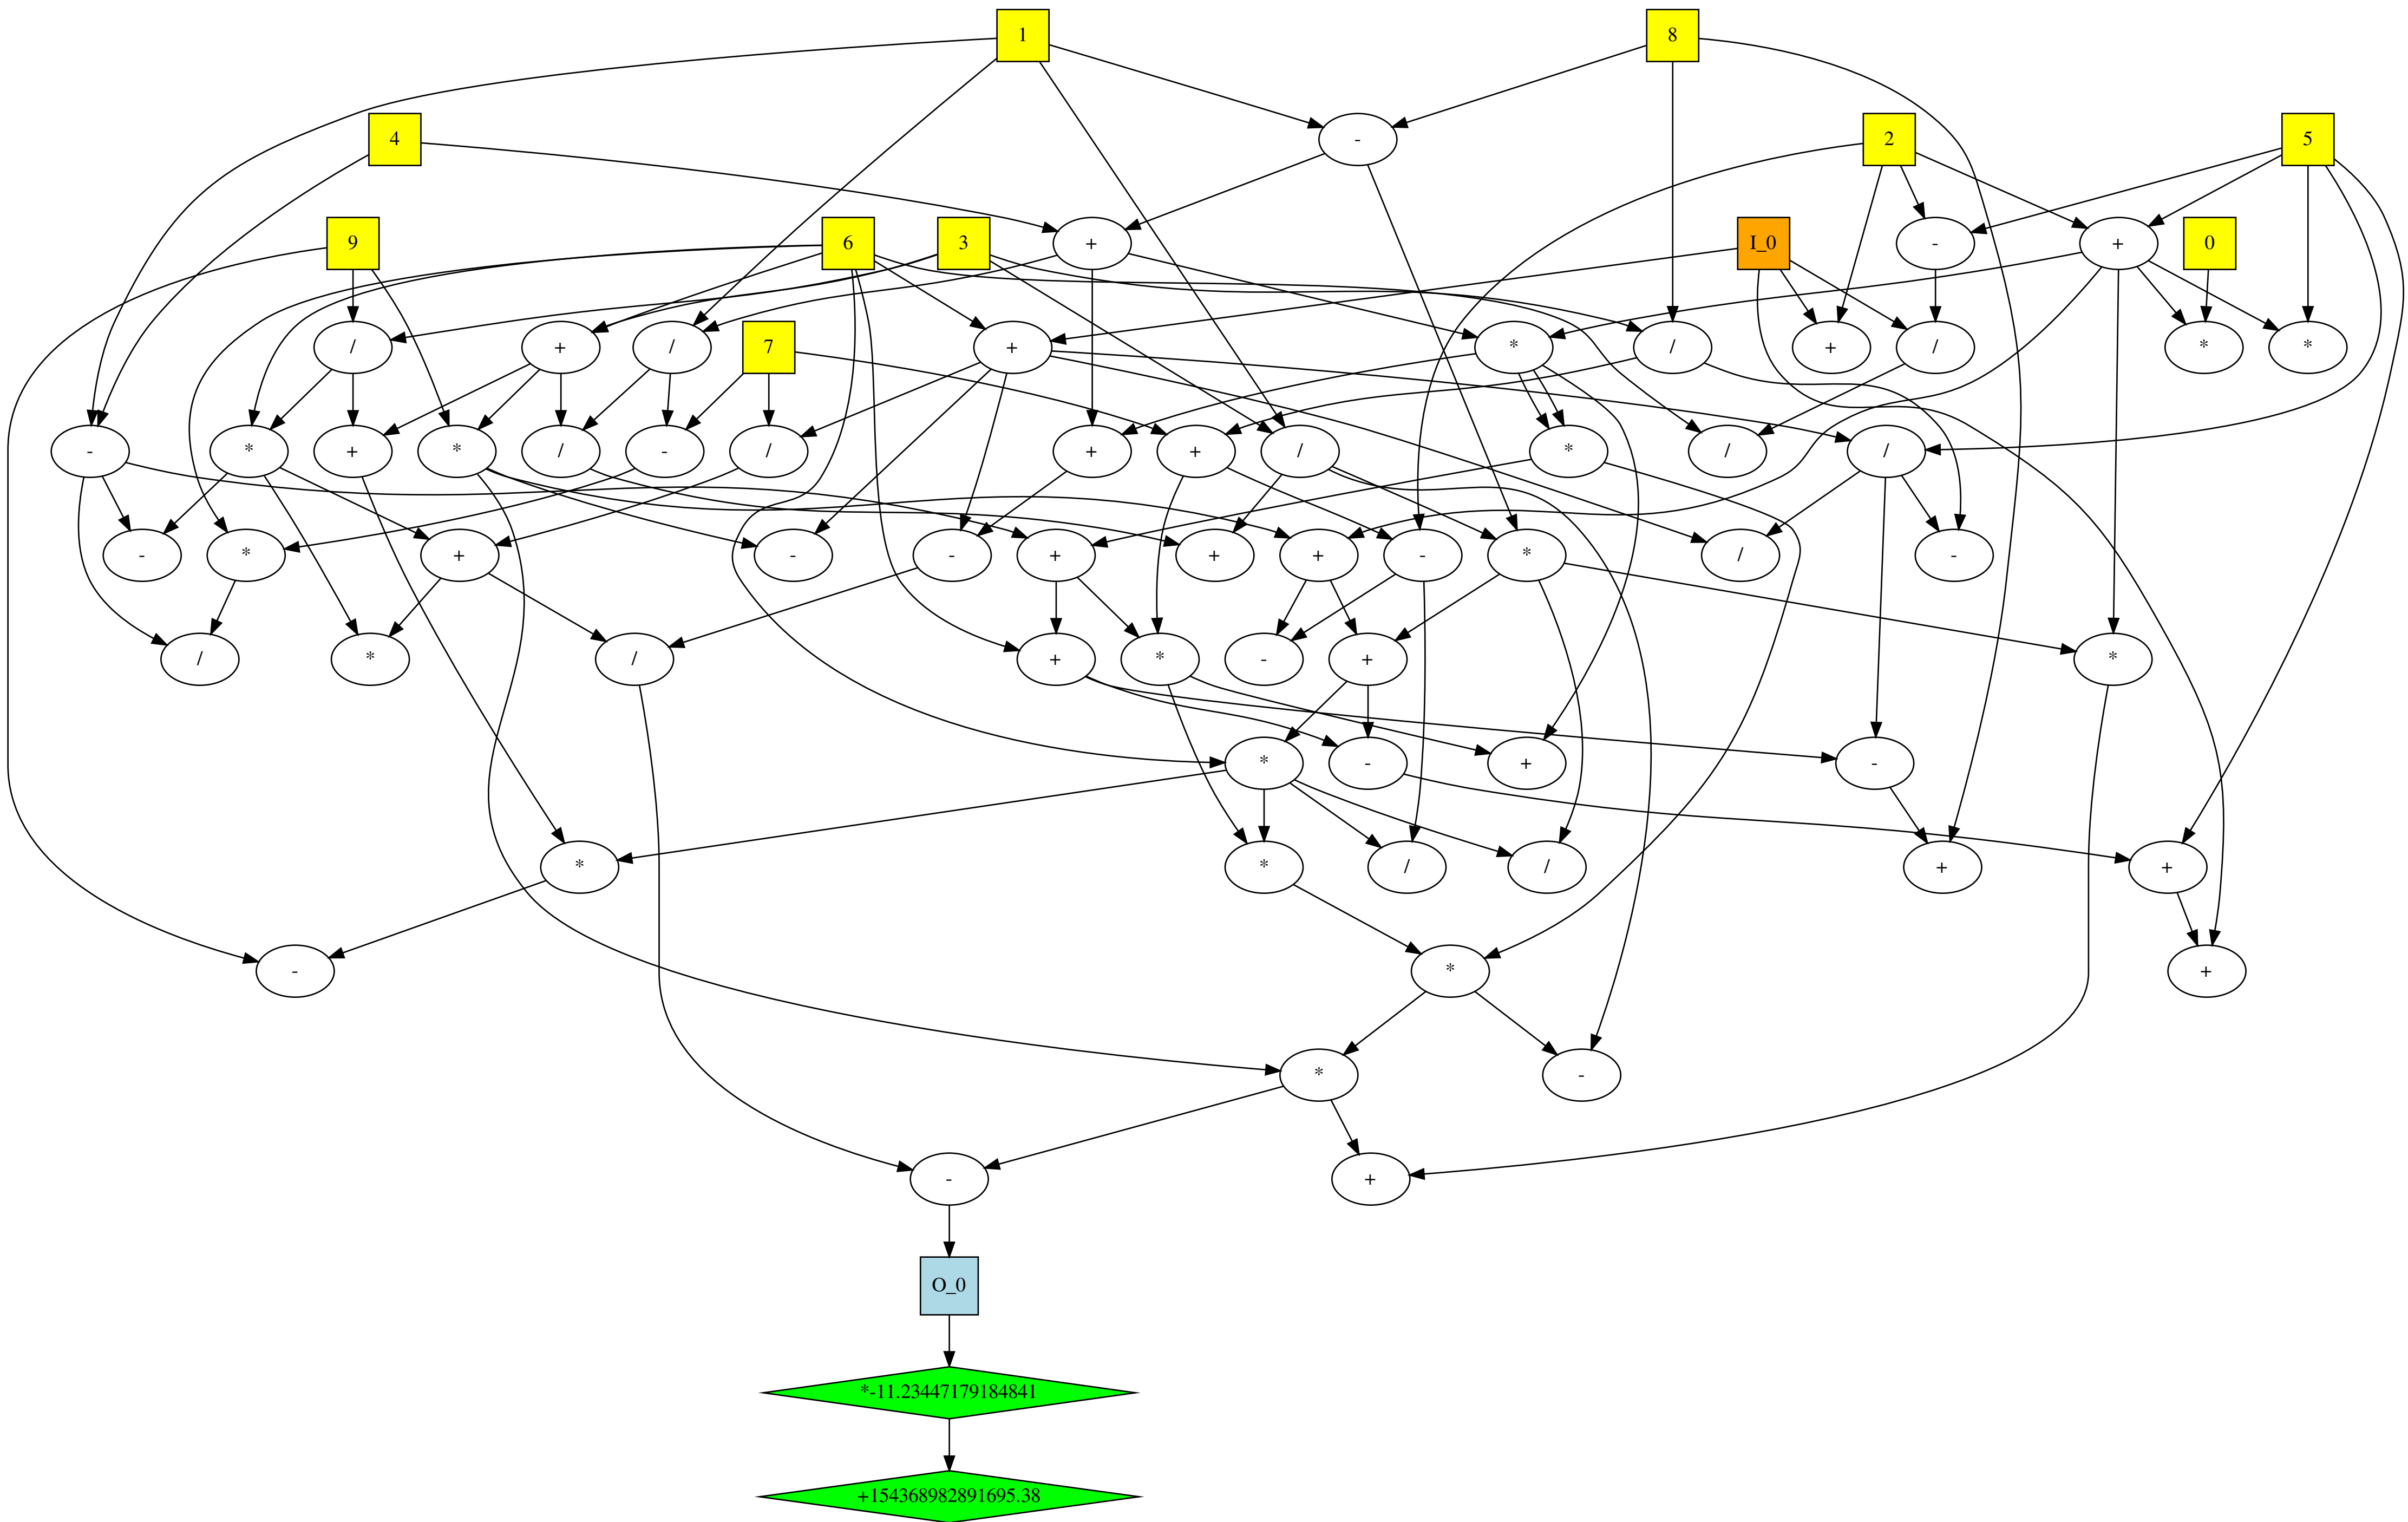 1 8
-
4 2 5
9 6 3 + I_0 - + 0
/ + / 7 + * / + / * *
- * + * / - / + + / * / /
- * + - - + + + - * / -
/ * / + * - + *
* - + -
* * / / + +
- * +
* -
- +
O_0
*-11.23447179184841
+154368982891695.38